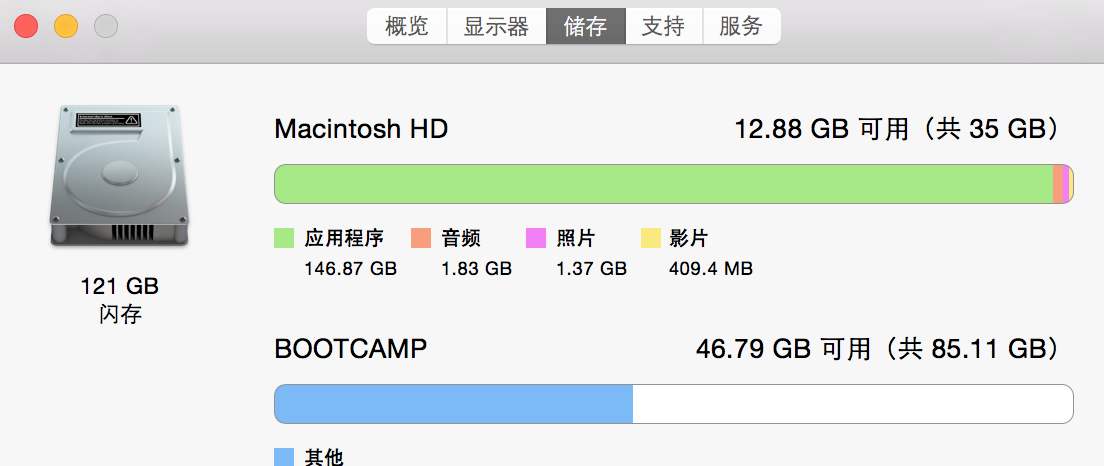 概览 显示器 储存 支持 服务
Macintosh HD 12.88 GB 可用（共 35 GB）
应用程序 音频 照片 影片
146.87 GB 1.83 GB 1.37 GB 409.4 MB
121 GB
闪存
BOOTCAMP 46.79 GB 可用（共 85.11 GB）
其他